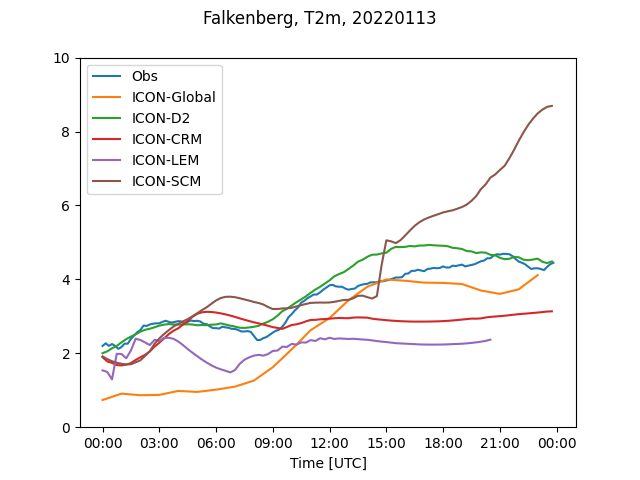 Falkenberg, T2m, 20220113
10
8
6
4
2
0
Obs
ICON-Global
ICON-D2
ICON-CRM
ICON-LEM
ICON-SCM
00:00 03:00 06:00 09:00 12:00 15:00 18:00 21:00 00:00
Time [UTC]